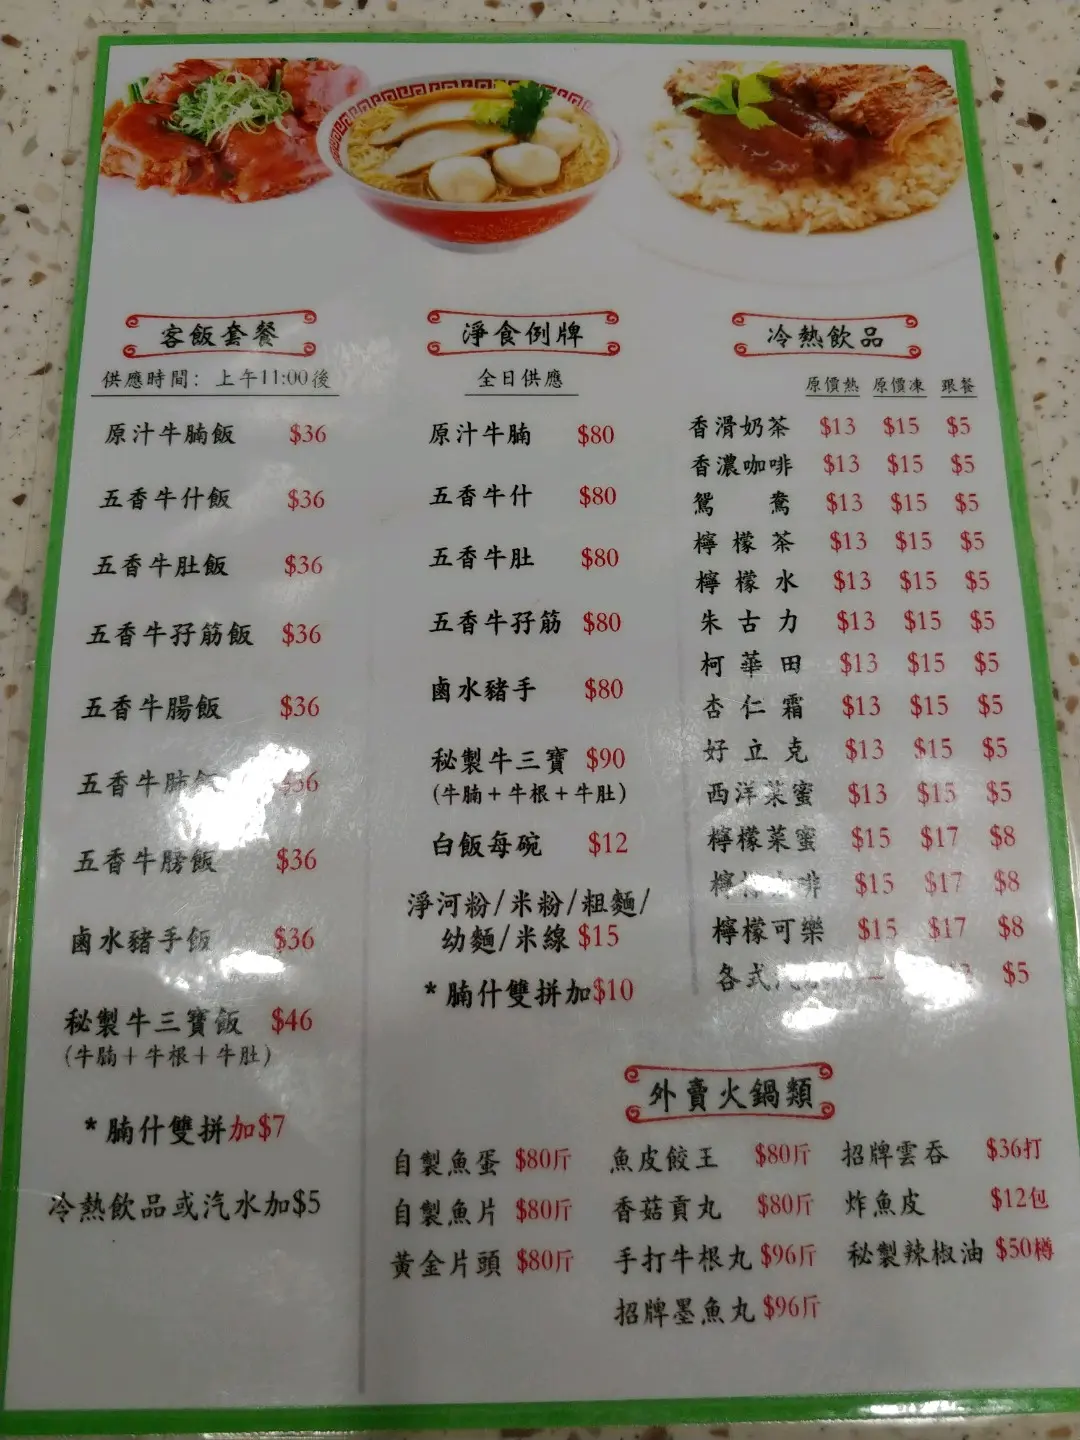 客飯套餐
供應時間：上午11:00後
原汁牛腩飯 $36
五香牛什飯 $36
五香牛肚飯 $36
五香牛孖筋飯 $36
五香牛腸飯 $36
五香牛肺飯 $36
五香牛膀飯 $36
鹵水豬手飯 $36
秘製牛三寶飯 $46
(牛腩＋牛根＋牛肚)
*腩什雙拼加$7
冷熱飲品或汽水加$5
淨食例牌
全日供應
原汁牛腩 $80
五香牛什 $80
五香牛肚 $80
五香牛孖筋 $80
鹵水豬手 $80
秘製牛三寶 $90
(牛腩＋牛根＋牛肚)
白飯每碗 $12
淨河粉/米粉/粗麵/
幼麵/米線 $15
*腩什雙拼加$10
冷熱飲品
原價熱 原價凍 跟餐
香滑奶茶 $13 $15 $5
香濃咖啡 $13 $15 $5
鴛鴦 $13 $15 $5
檸檬茶 $13 $15 $5
檸檬水 $13 $15 $5
朱古力 $13 $15 $5
柯華田 $13 $15 $5
杏仁霜 $13 $15 $5
好立克 $13 $15 $5
西洋菜蜜 $13 $15 $5
檸檬菜蜜 $15 $17 $8
檸檬咖啡 $15 $17 $8
檸檬可樂 $15 $17 $8
各式 $5
外賣火鍋類
自製魚蛋 $80斤
自製魚片 $80斤
黃金片頭 $80斤
魚皮餃王 $80斤
香菇貢丸 $80斤
手打牛根丸 $96斤
招牌墨魚丸 $96斤
招牌雲吞 $36打
炸魚皮 $12包
秘製辣椒油 $50樽